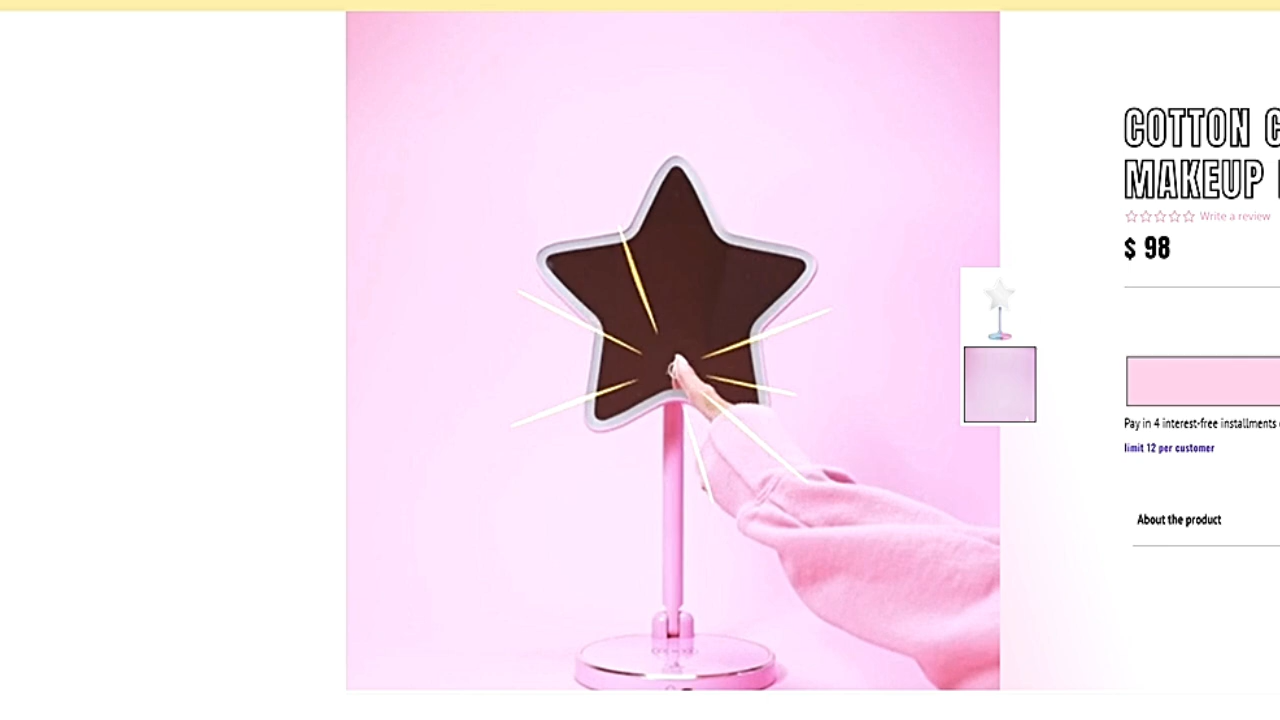 COTTON
MAKEUP
Write a review
$ 98
Pay in 4 interest-free installments
limit 12 per customer
About the product